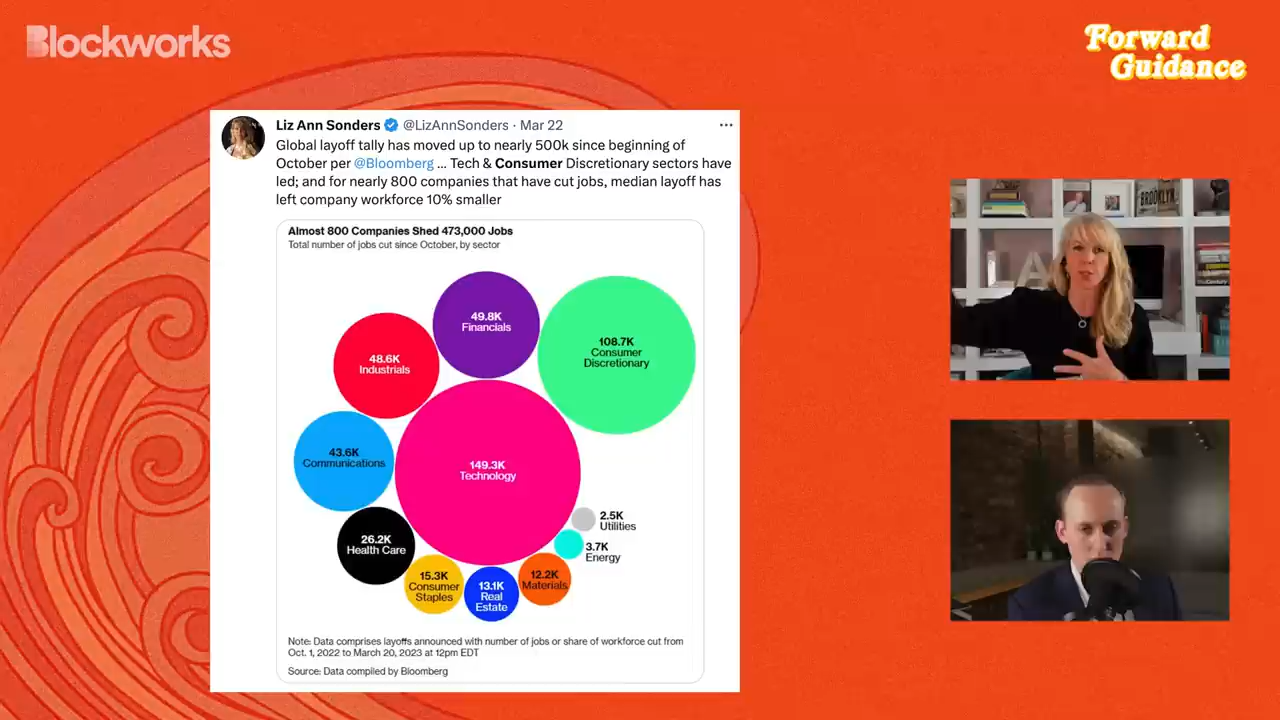 Blockworks
Forward
Guidance
Liz Ann Sonders @LizAnnSonders · Mar 22
Global layoff tally has moved up to nearly 500k since beginning of
October per @Bloomberg ... Tech & Consumer Discretionary sectors have
led; and for nearly 800 companies that have cut jobs, median layoff has
left company workforce 10% smaller
Almost 800 Companies Shed 473,000 Jobs
Total number of jobs cut since October, by sector
49.8K
Financials
108.7K
Consumer
Discretionary
48.6K
Industrials
43.6K
Communications
149.3K
Technology
2.5K
Utilities
26.2K
Health Care
3.7K
Energy
15.3K
Consumer
Staples
13.1K
Real
Estate
12.2K
Materials
Note: Data comprises layoffs announced with number of jobs or share of workforce cut from
Oct. 1, 2022 to March 20, 2023 at 12pm EDT
Source: Data compiled by Bloomberg
BROOKLYN